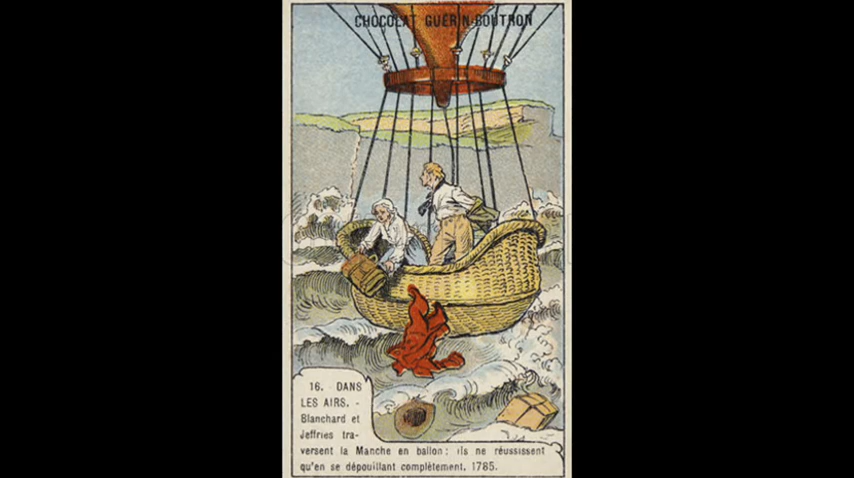 CHOCOLAT GUÉRIN-BOUTRON
16. DANS
LES AIRS. -
Blanchard et
Jeffries tra-
versent la Manche en ballon : ils ne réussissent
qu'en se dépouillant complètement. 1785.